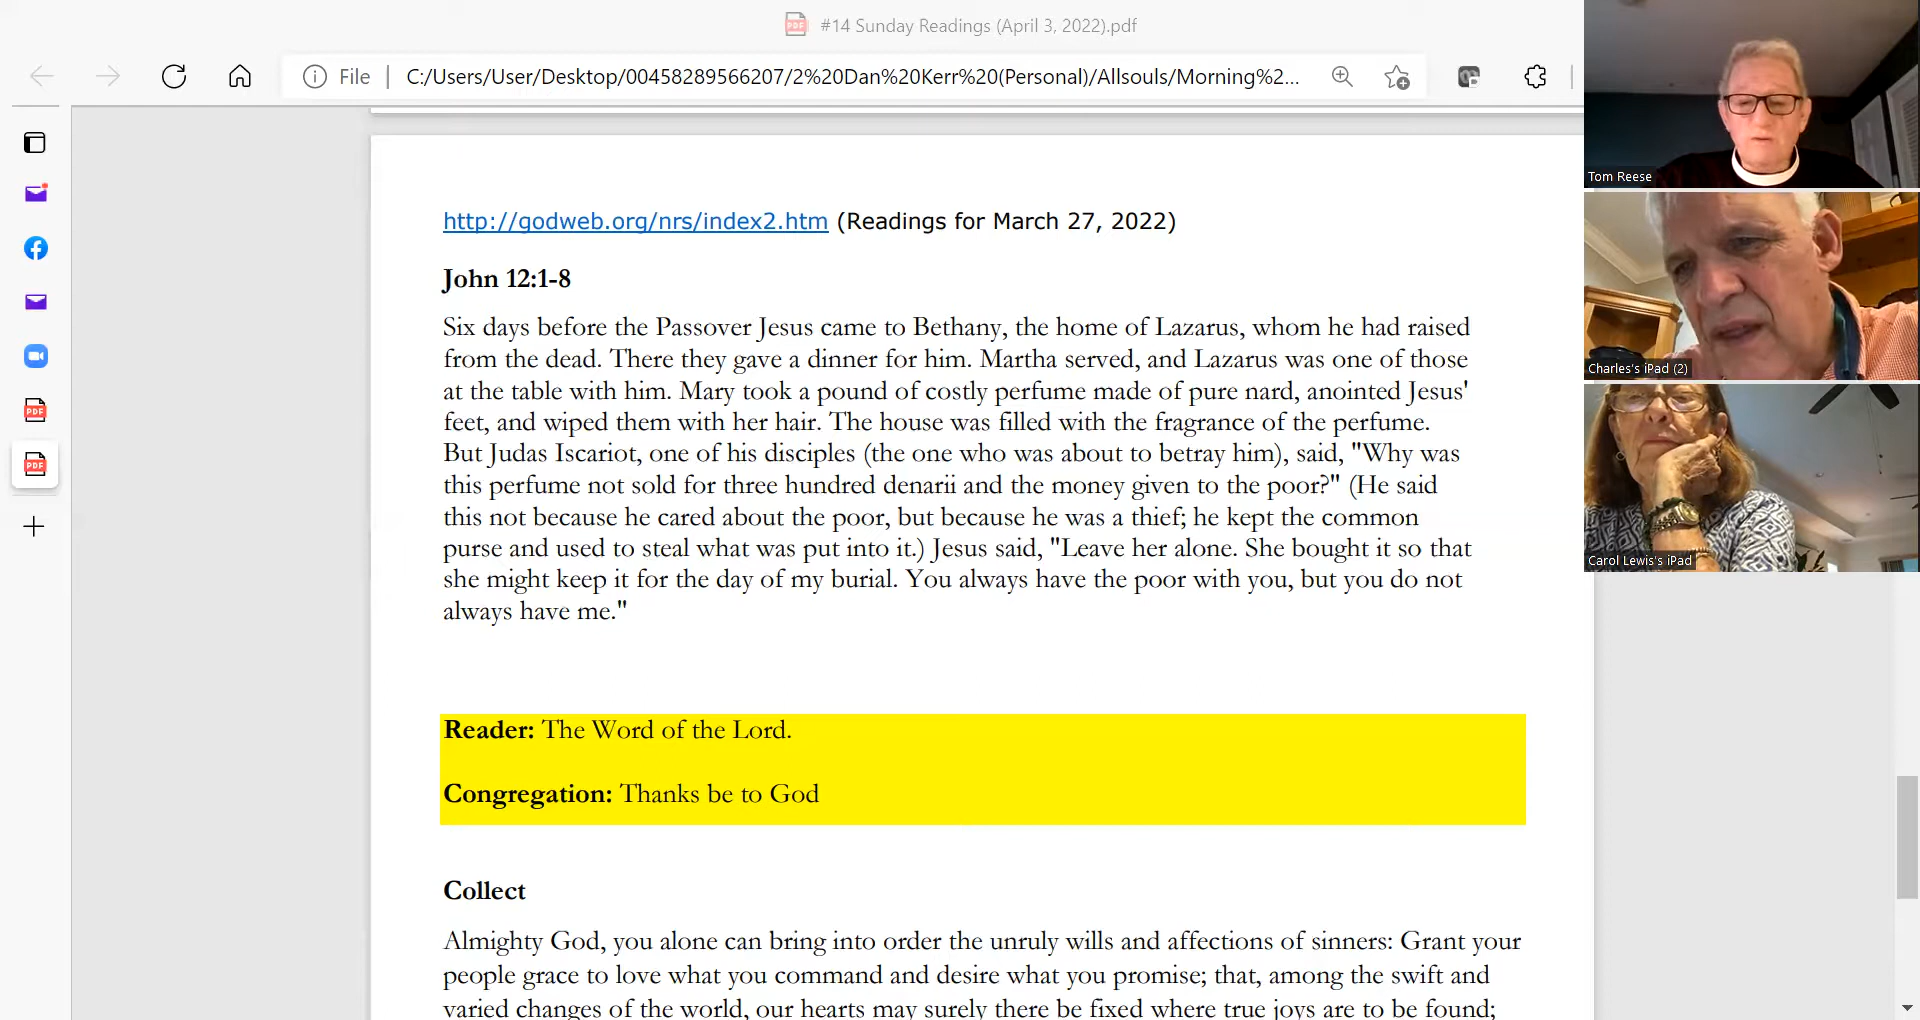 #14 Sunday Readings (April 3, 2022).pdf
File
C:/Users/User/Desktop/00458289566207/2%20Dan%20Kerr%20(Personal)/Allsouls/Morning%2...
http://godweb.org/nrs/index2.htm (Readings for March 27, 2022)
John 12:1-8
Six days before the Passover Jesus came to Bethany, the home of Lazarus, whom he had raised
from the dead. There they gave a dinner for him. Martha served, and Lazarus was one of those
at the table with him. Mary took a pound of costly perfume made of pure nard, anointed Jesus'
feet, and wiped them with her hair. The house was filled with the fragrance of the perfume.
But Judas Iscariot, one of his disciples (the one who was about to betray him), said, "Why was
this perfume not sold for three hundred denarii and the money given to the poor?" (He said
this not because he cared about the poor, but because he was a thief; he kept the common
purse and used to steal what was put into it.) Jesus said, "Leave her alone. She bought it so that
she might keep it for the day of my burial. You always have the poor with you, but you do not
always have me."
Reader: The Word of the Lord.
Congregation: Thanks be to God
Collect
Almighty God, you alone can bring into order the unruly wills and affections of sinners: Grant your
people grace to love what you command and desire what you promise; that, among the swift and
varied changes of the world, our hearts may surely there be fixed where true joys are to be found;
Tom Reese
Charles's iPad (2)
Carol Lewis's iPad
PDF
PDF
PDF